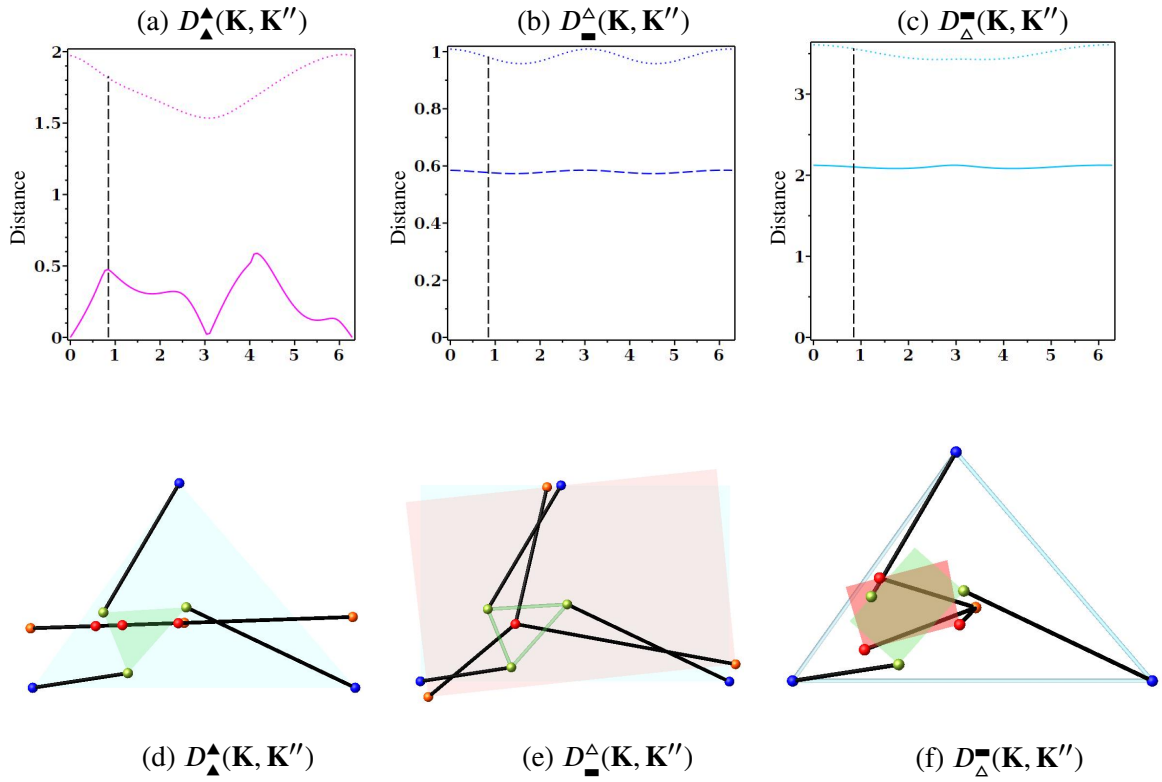 (a) D▲▲(K, K′′) (b) D△▬(K, K′′) (c) D▬△(K, K′′)
Distance
2
1.5
1
0.5
0
0 1 2 3 4 5 6
Distance
1
0.8
0.6
0.4
0.2
0
0 1 2 3 4 5 6
Distance
3
2
1
0
0 1 2 3 4 5 6
(d) D▲▲(K, K′′) (e) D△▬(K, K′′) (f) D▬△(K, K′′)